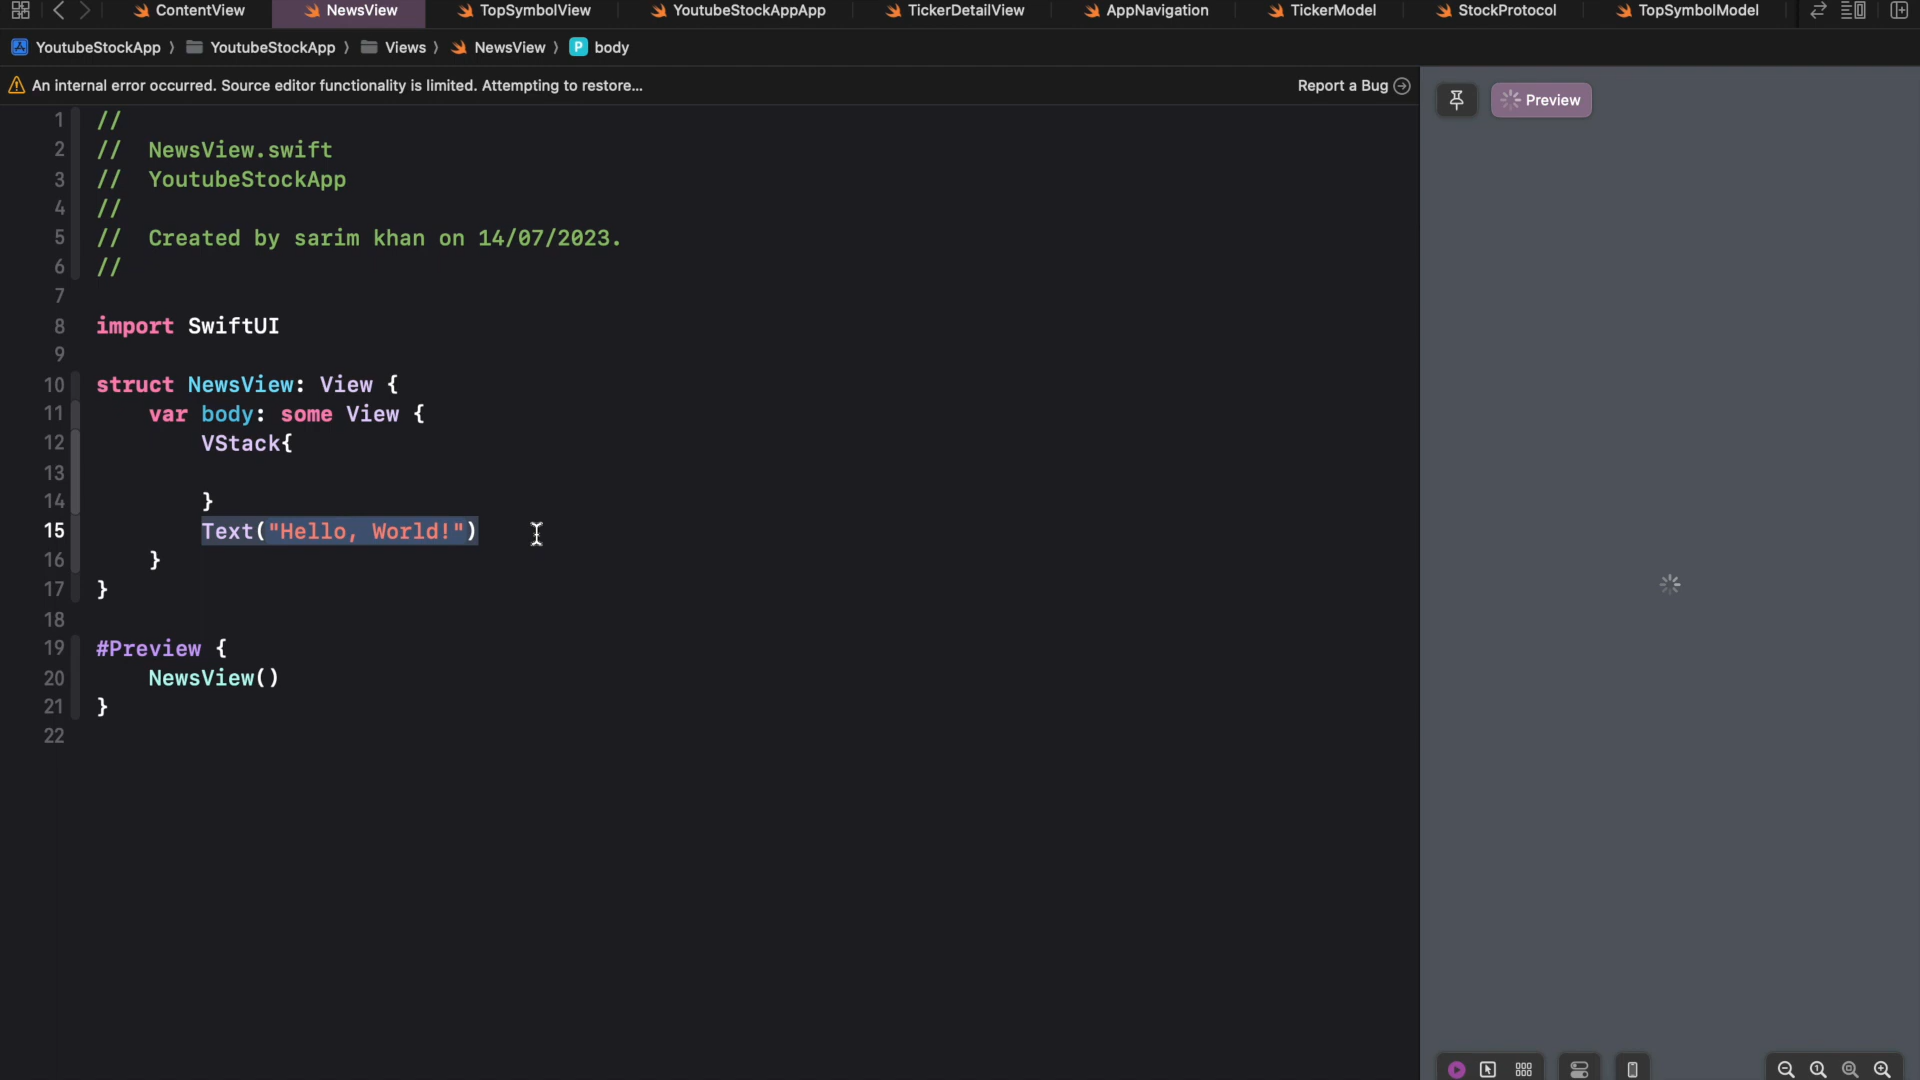 ContentView NewsView TopSymbolView YoutubeStockAppApp TickerDetailView AppNavigation TickerModel StockProtocol TopSymbolModel
YoutubeStockApp 〉 YoutubeStockApp 〉 Views 〉 NewsView 〉 P body
An internal error occurred. Source editor functionality is limited. Attempting to restore... Report a Bug
Preview
1 //
2 // NewsView.swift
3 // YoutubeStockApp
4 //
5 // Created by sarim khan on 14/07/2023.
6 //
7
8 import SwiftUI
9
10 struct NewsView: View {
11 var body: some View {
12 VStack{
13
14 }
15 Text("Hello, World!")
16 }
17 }
18
19 #Preview {
20 NewsView()
21 }
22